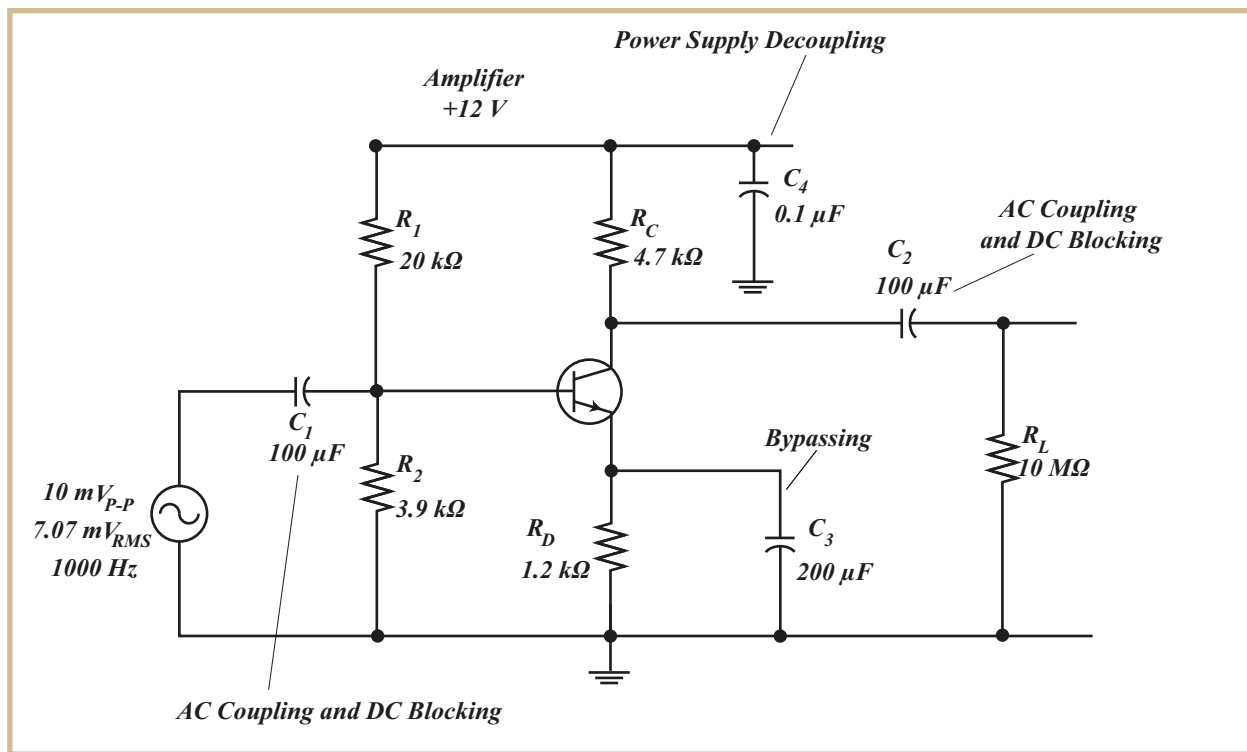 Power Supply Decoupling
Amplifier
+12 V
C4
0.1 µF
R1
20 kΩ
RC
4.7 kΩ
AC Coupling
and DC Blocking
C2
100 µF
C1
100 µF
R2
3.9 kΩ
10 mVP-P
7.07 mVRMS
1000 Hz
Bypassing
RD
1.2 kΩ
C3
200 µF
RL
10 MΩ
AC Coupling and DC Blocking